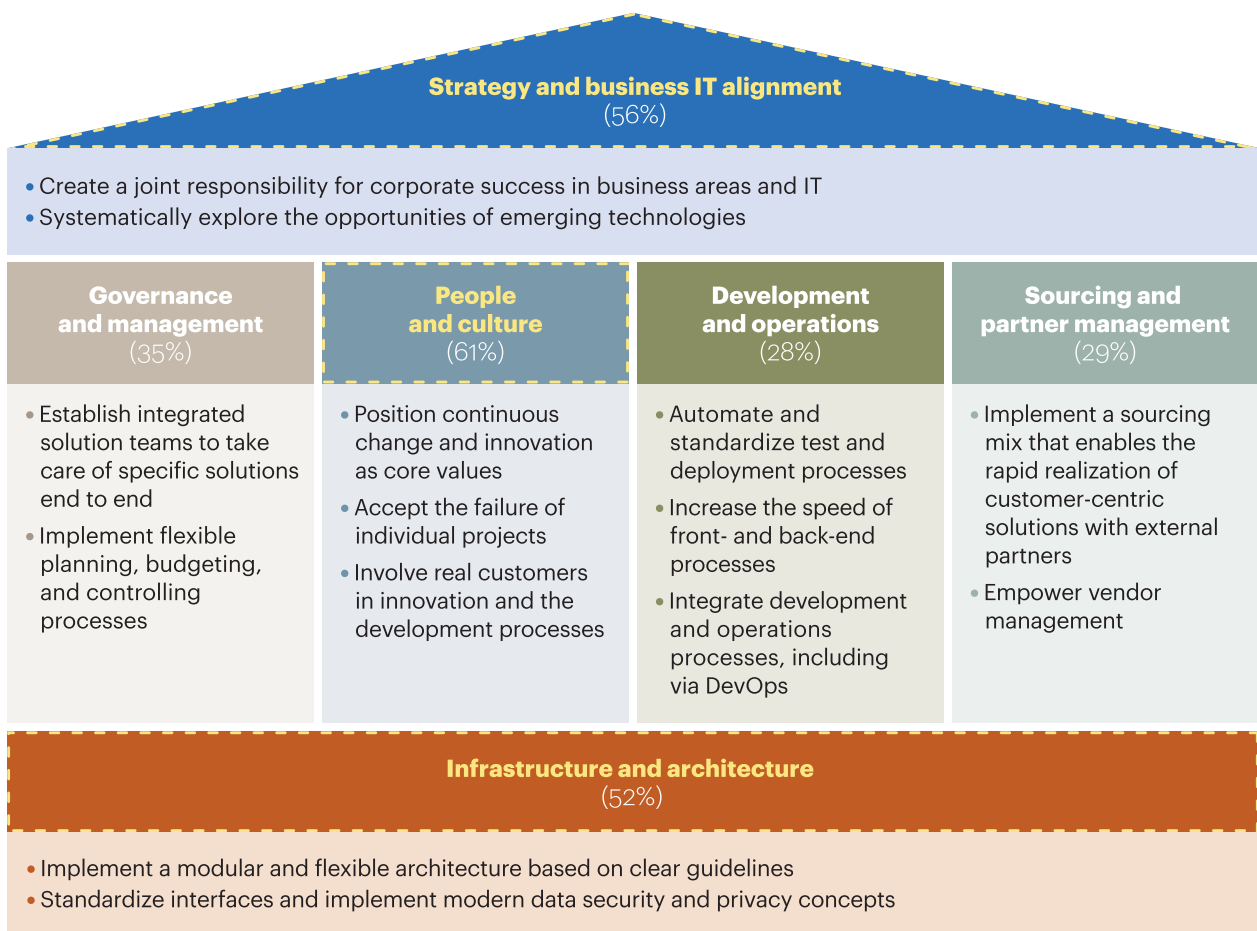 Strategy and business IT alignment
(56%)
• Create a joint responsibility for corporate success in business areas and IT
• Systematically explore the opportunities of emerging technologies
Governance
and management
(35%)
• Establish integrated
solution teams to take
care of specific solutions
end to end
• Implement flexible
planning, budgeting,
and controlling
processes
People
and culture
(61%)
• Position continuous
change and innovation
as core values
• Accept the failure of
individual projects
• Involve real customers
in innovation and the
development processes
Development
and operations
(28%)
• Automate and
standardize test and
deployment processes
• Increase the speed of
front- and back-end
processes
• Integrate development
and operations
processes, including
via DevOps
Sourcing and
partner management
(29%)
• Implement a sourcing
mix that enables the
rapid realization of
customer-centric
solutions with external
partners
• Empower vendor
management
Infrastructure and architecture
(52%)
• Implement a modular and flexible architecture based on clear guidelines
• Standardize interfaces and implement modern data security and privacy concepts